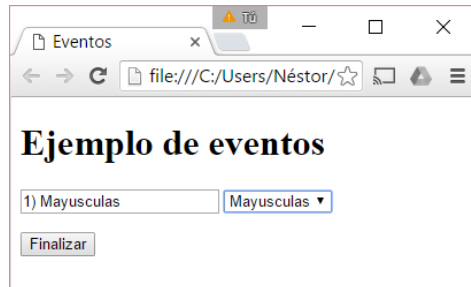 Tú
Eventos
file:///C:/Users/Néstor/
Ejemplo de eventos
1) Mayusculas Mayusculas
Finalizar